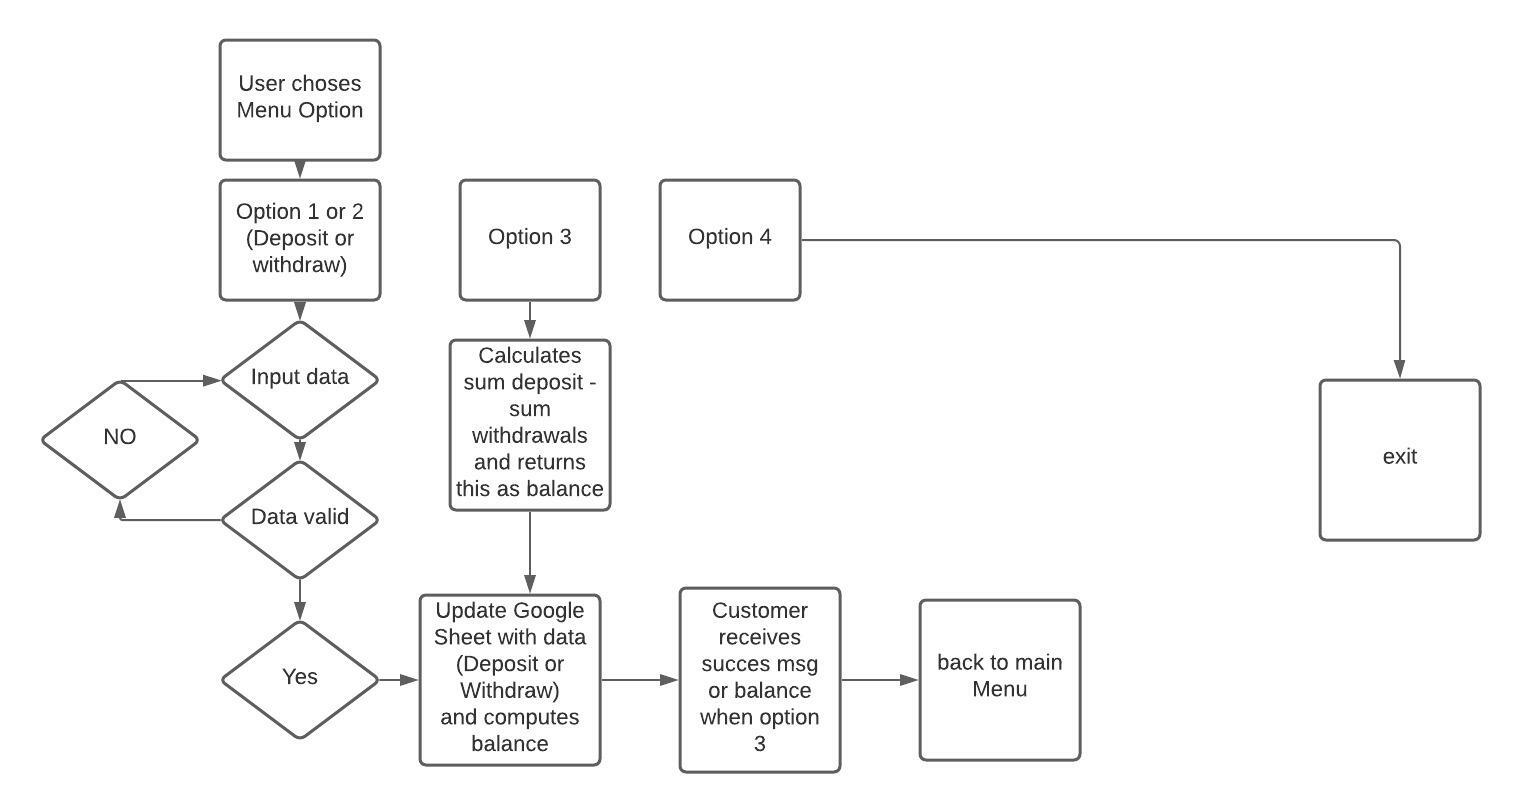 User choses
Menu Option
Option 1 or 2
(Deposit or
withdraw)
Option 3
Option 4
Input data
NO
Calculates
sum deposit -
sum
withdrawals
and returns
this as balance
exit
Data valid
Yes
Update Google
Sheet with data
(Deposit or
Withdraw)
and computes
balance
Customer
receives
succes msg
or balance
when option
3
back to main
Menu